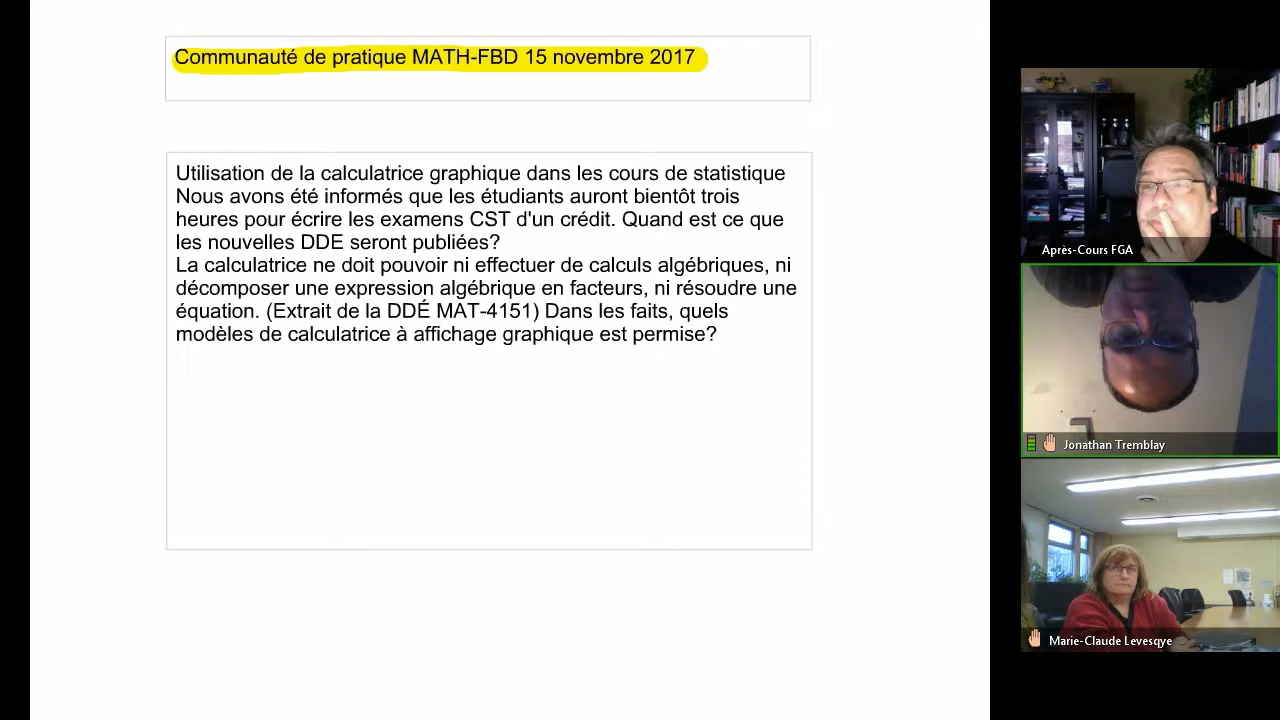 Communauté de pratique MATH-FBD 15 novembre 2017
Utilisation de la calculatrice graphique dans les cours de statistique
Nous avons été informés que les étudiants auront bientôt trois
heures pour écrire les examens CST d'un crédit. Quand est ce que
les nouvelles DDE seront publiées?
La calculatrice ne doit pouvoir ni effectuer de calculs algébriques, ni
décomposer une expression algébrique en facteurs, ni résoudre une
équation. (Extrait de la DDÉ MAT-4151) Dans les faits, quels
modèles de calculatrice à affichage graphique est permise?
Après-Cours FGA
Jonathan Tremblay
Marie-Claude Levesqye